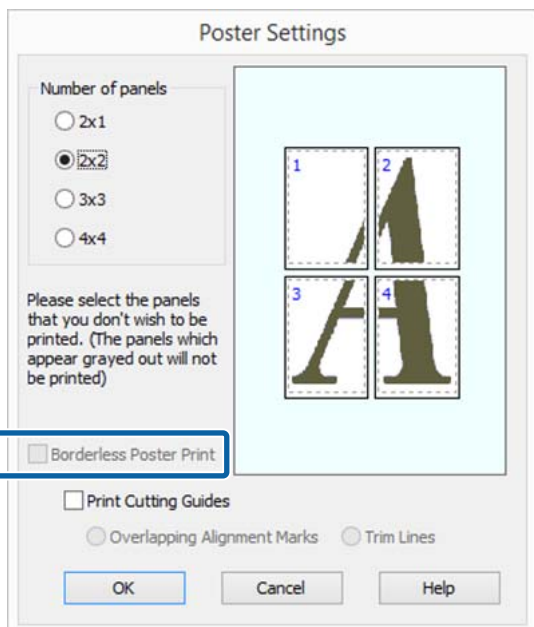 Poster Settings
Number of panels
2x1
2x2
3x3
4x4
1
2
3
4
Please select the panels
that you don't wish to be
printed. (The panels which
appear grayed out will not
be printed)
Borderless Poster Print
Print Cutting Guides
Overlapping Alignment Marks
Trim Lines
OK
Cancel
Help